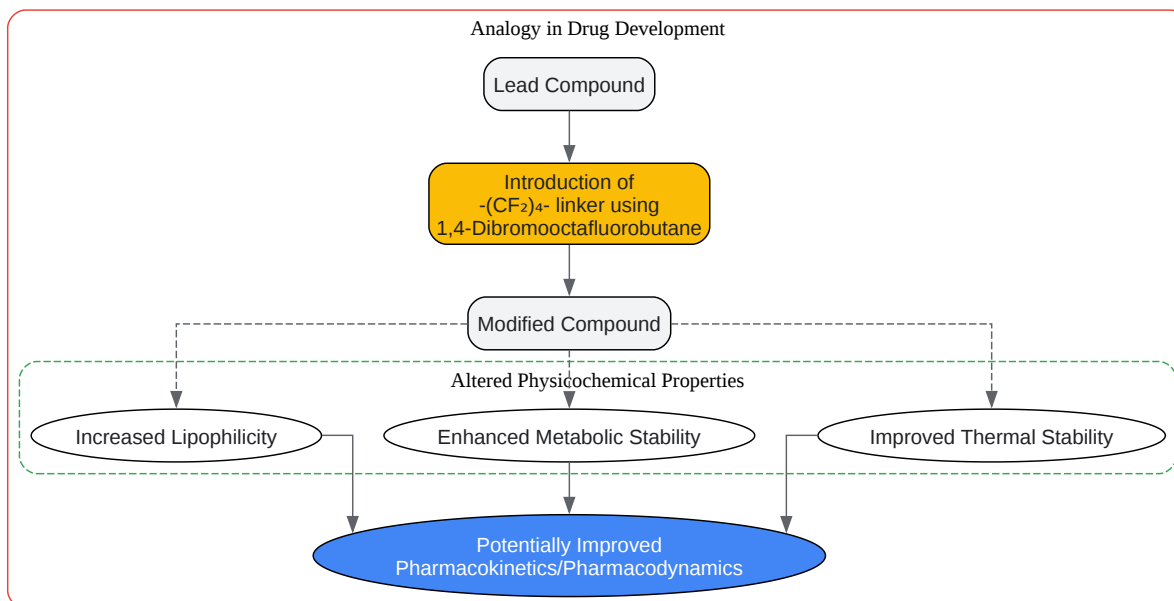 Analogy in Drug Development
Lead Compound
Introduction of
-(CF₂)₄- linker using
1,4-Dibromooctafluorobutane
Modified Compound
Altered Physicochemical Properties
Increased Lipophilicity
Enhanced Metabolic Stability
Improved Thermal Stability
Potentially Improved
Pharmacokinetics/Pharmacodynamics